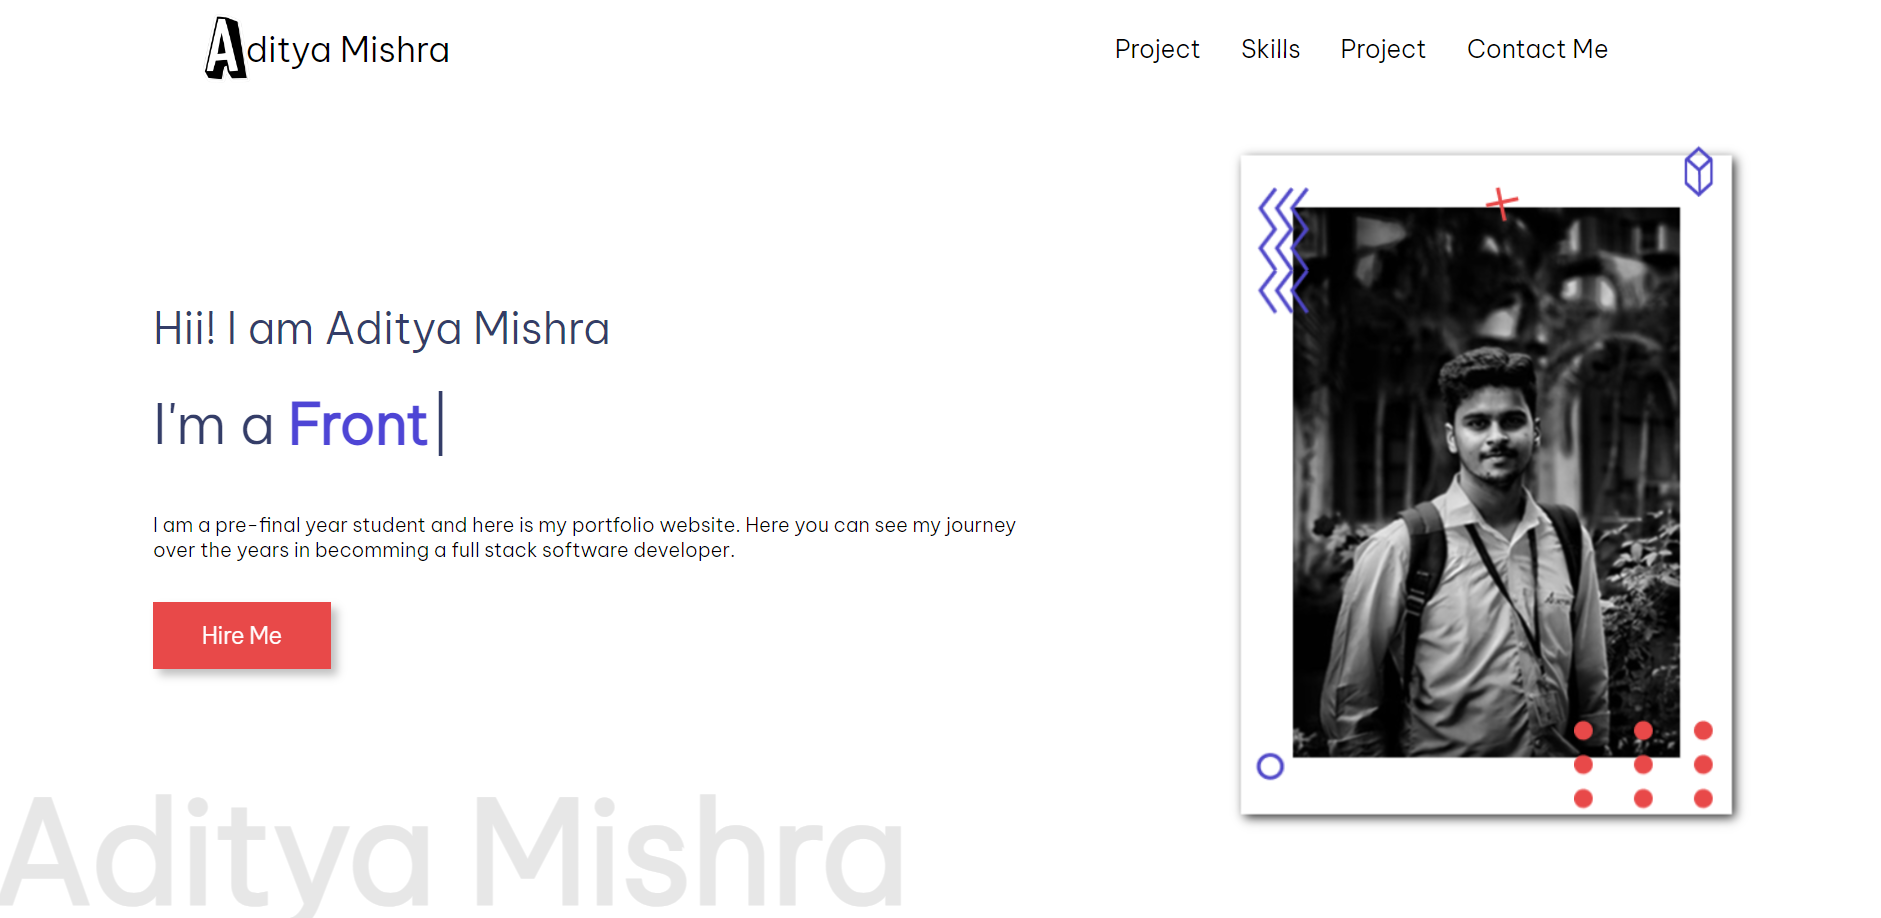 Aditya Mishra
Project Skills Project Contact Me
Hii! I am Aditya Mishra
I'm a Front
I am a pre-final year student and here is my portfolio website. Here you can see my journey
over the years in becomming a full stack software developer.
Hire Me
Aditya Mishra